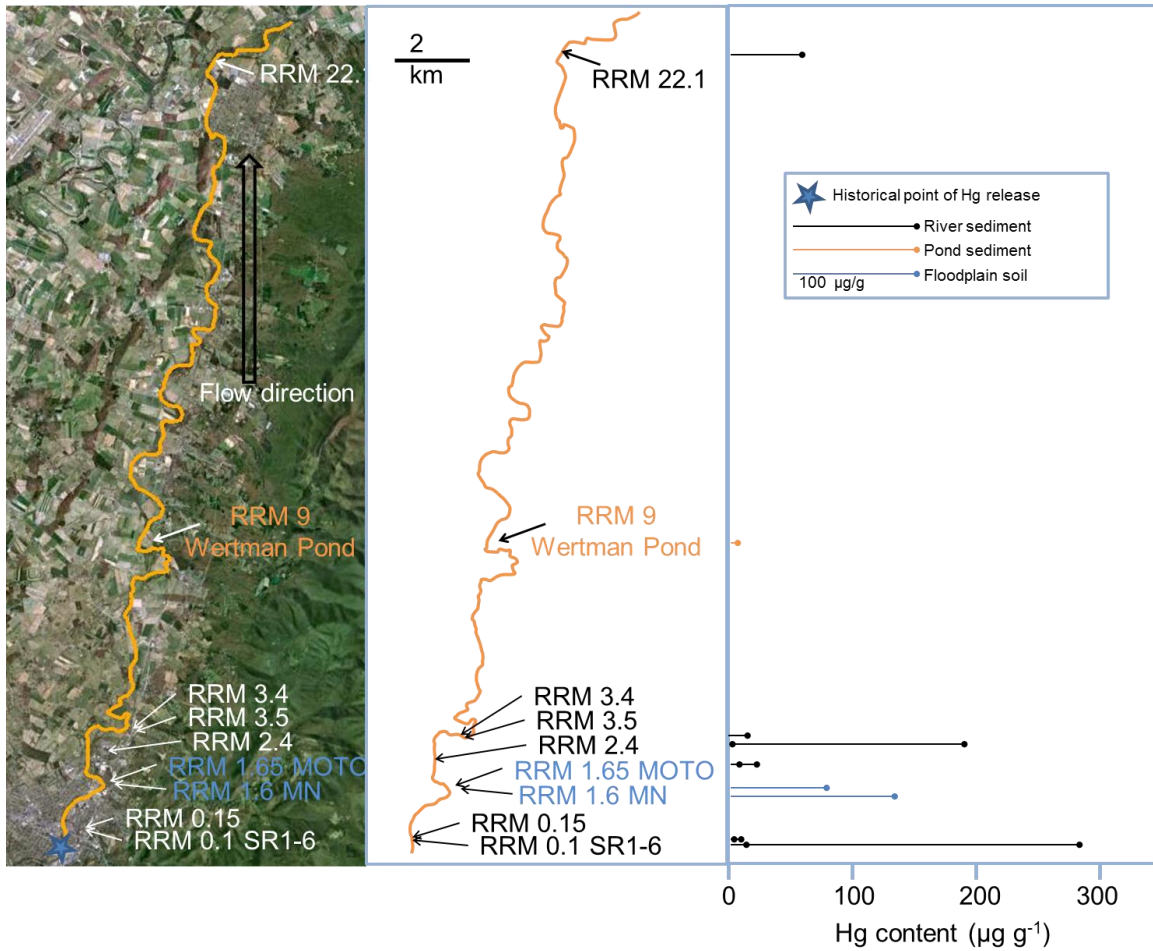 RRM 22.
Flow direction
RRM 9
Wertman Pond
RRM 3.4
RRM 3.5
RRM 2.4
RRM 1.65 MOTO
RRM 1.6 MN
RRM 0.15
RRM 0.1 SR1-6
2
km
RRM 22.1
RRM 9
Wertman Pond
RRM 3.4
RRM 3.5
RRM 2.4
RRM 1.65 MOTO
RRM 1.6 MN
RRM 0.15
RRM 0.1 SR1-6
Historical point of Hg release
River sediment
Pond sediment
Floodplain soil
100 µg/g
0 100 200 300
Hg content (µg g⁻¹)